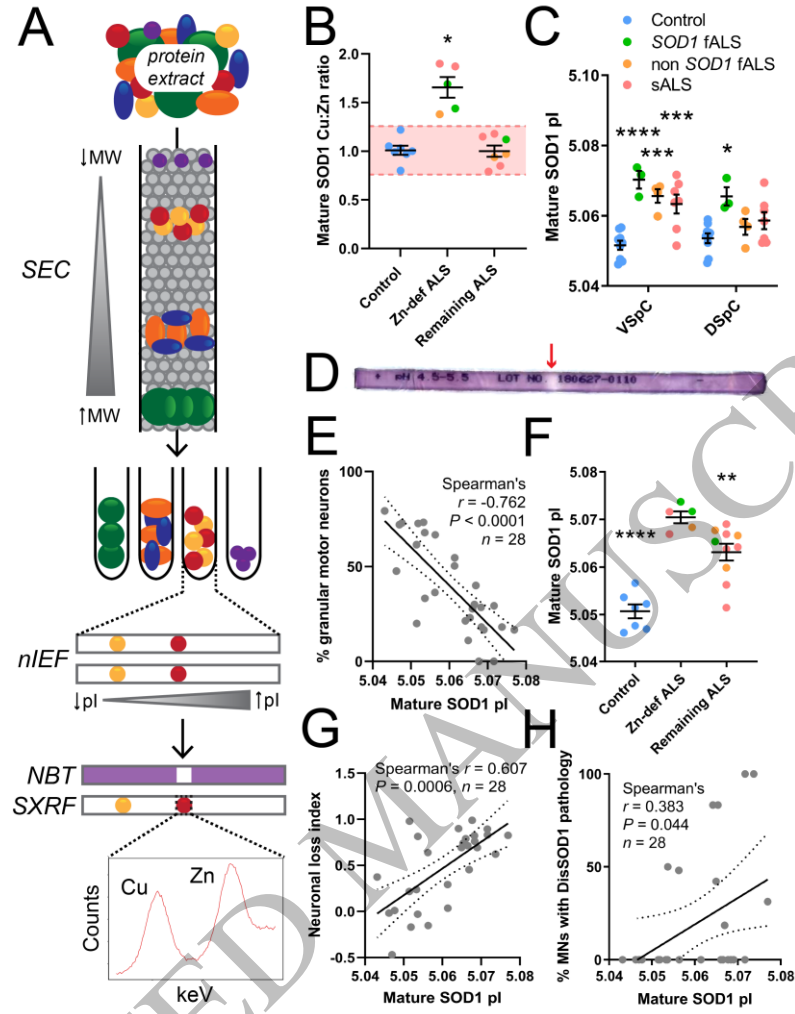 A
protein
extract
↓MW
SEC
↑MW
nIEF
↓pI
↑pI
NBT
SXRF
Cu
Zn
Counts
keV
B
*
Mature SOD1 Cu:Zn ratio
2.0
1.5
1.0
0.5
0.0
Control
Zn-def ALS
Remaining ALS
C
Control
SOD1 fALS
non SOD1 fALS
sALS
Mature SOD1 pI
5.10
5.08
5.06
5.04
****
***
***
*
VSpC
DSpC
D
+ pH 4.5-5.5 LOT NO. 180627-0110 -
E
Spearman's
r = -0.762
P < 0.0001
n = 28
% granular motor neurons
100
50
0
5.04 5.05 5.06 5.07 5.08
Mature SOD1 pI
F
Mature SOD1 pI
5.08
5.07
5.06
5.05
5.04
****
**
Control
Zn-def ALS
Remaining ALS
G
Spearman's r = 0.607
P = 0.0006, n = 28
Neuronal loss index
1.5
1.0
0.5
0.0
-0.5
5.04 5.05 5.06 5.07 5.08
Mature SOD1 pI
H
Spearman's
r = 0.383
P = 0.044
n = 28
% MNs with DisSOD1 pathology
100
50
0
5.04 5.05 5.06 5.07 5.08
Mature SOD1 pI
TED MANUSCRIP